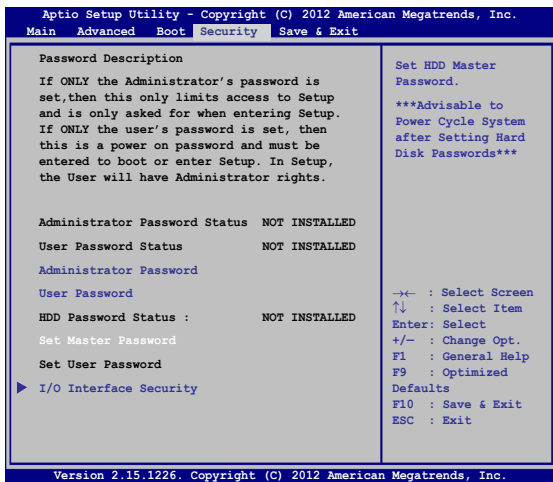 Aptio Setup Utility - Copyright (C) 2012 American Megatrends, Inc.
Main Advanced Boot Security Save & Exit
Password Description
If ONLY the Administrator's password is
set,then this only limits access to Setup
and is only asked for when entering Setup.
If ONLY the user's password is set, then
this is a power on password and must be
entered to boot or enter Setup. In Setup,
the User will have Administrator rights.
Administrator Password Status NOT INSTALLED
User Password Status NOT INSTALLED
Administrator Password
User Password
HDD Password Status : NOT INSTALLED
Set Master Password
Set User Password
I/O Interface Security
Set HDD Master
Password.
***Advisable to
Power Cycle System
after Setting Hard
Disk Passwords***
→← : Select Screen
↑↓ : Select Item
Enter: Select
+/— : Change Opt.
F1 : General Help
F9 : Optimized
Defaults
F10 : Save & Exit
ESC : Exit
Version 2.15.1226. Copyright (C) 2012 American Megatrends, Inc.